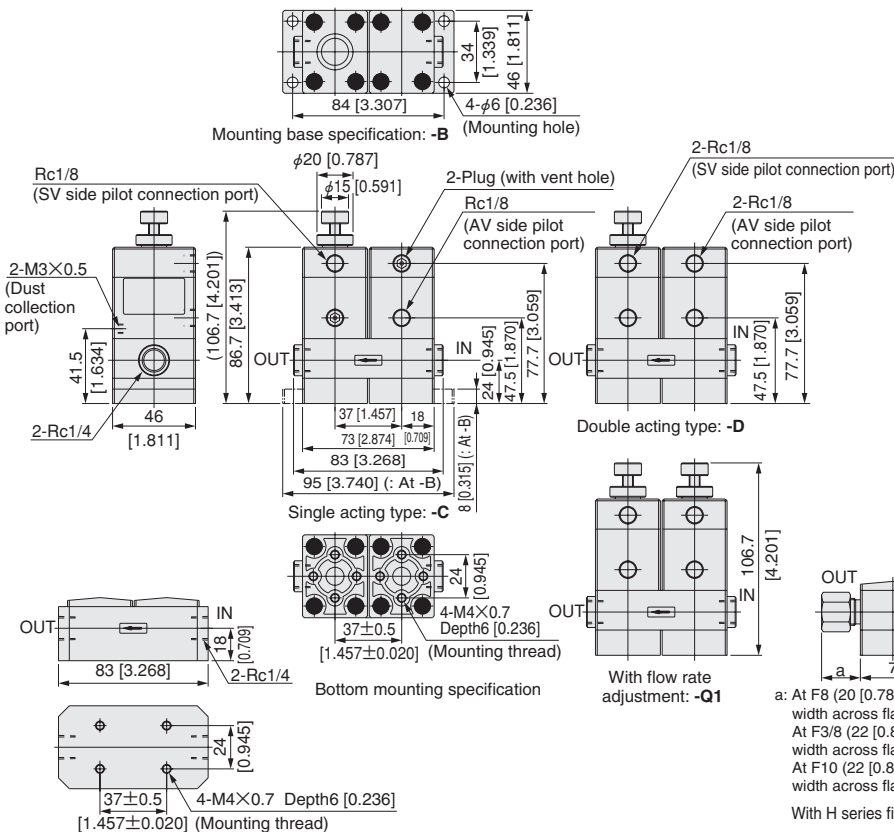 34
[1.339]
46 [1.811]
84 [3.307]
4-φ6 [0.236]
(Mounting hole)
Mounting base specification: -B
Rc1/8
(SV side pilot connection port)
φ20 [0.787]
φ15 [0.591]
2-Plug (with vent hole)
Rc1/8
(AV side pilot
connection port)
2-Rc1/8
(SV side pilot connection port)
2-Rc1/8
(AV side pilot
connection port)
2-M3×0.5
(Dust
collection
port)
41.5
[1.634]
2-Rc1/4
46
[1.811]
(106.7 [4.201])
86.7 [3.413]
OUT
IN
24 [0.945]
47.5 [1.870]
77.7 [3.059]
37 [1.457]
18
[0.709]
73 [2.874]
83 [3.268]
95 [3.740] (: At -B)
8 [0.315] (: At -B)
Single acting type: -C
OUT
IN
47.5 [1.870]
77.7 [3.059]
Double acting type: -D
OUT
IN
18
[0.709]
83 [3.268]
2-Rc1/4
24
[0.945]
37±0.5
[1.457±0.020]
4-M4×0.7 Depth6 [0.236]
(Mounting thread)
24
[0.945]
4-M4×0.7
Depth6 [0.236]
(Mounting thread)
37±0.5
[1.457±0.020]
Bottom mounting specification
OUT
IN
106.7
[4.201]
With flow rate
adjustment: -Q1
OUT
a
7
a: At F8 (20 [0.78
width across fla
At F3/8 (22 [0.8
width across fla
At F10 (22 [0.8
width across fla
With H series fi